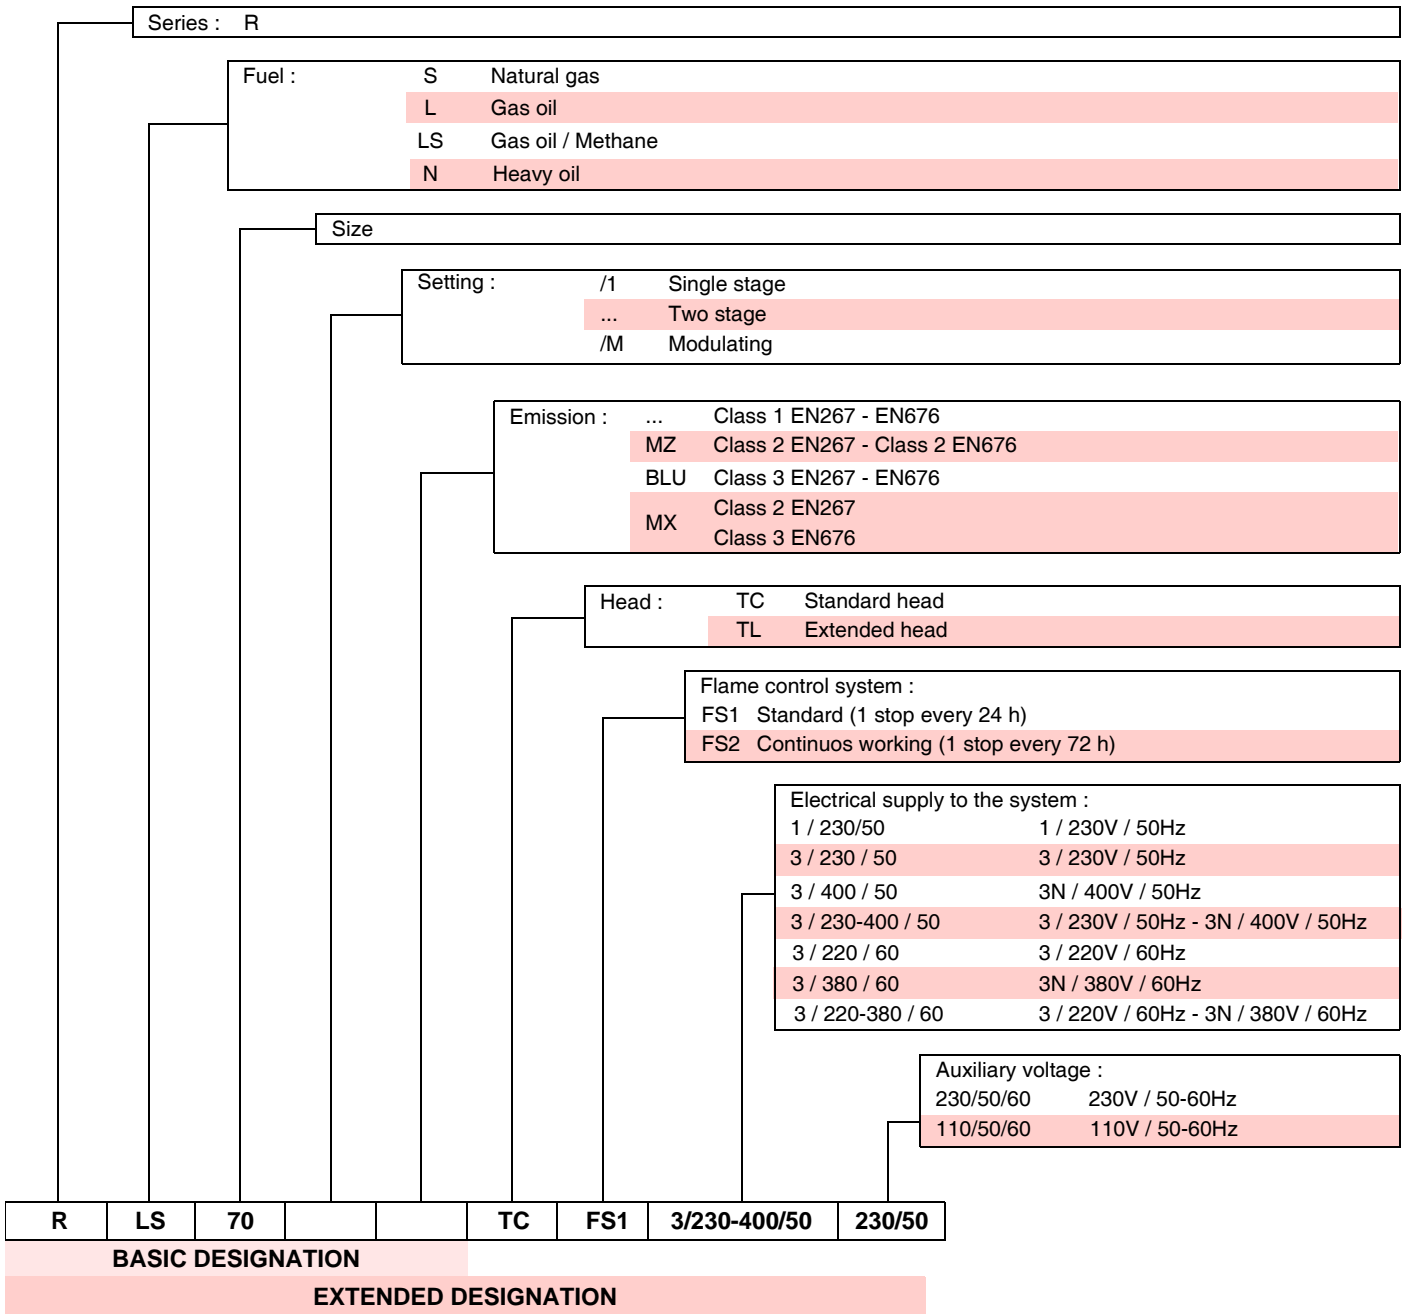 Series : R
Fuel : S Natural gas
L Gas oil
LS Gas oil / Methane
N Heavy oil
Size
Setting : /1 Single stage
... Two stage
/M Modulating
Emission : ... Class 1 EN267 - EN676
MZ Class 2 EN267 - Class 2 EN676
BLU Class 3 EN267 - EN676
MX Class 2 EN267
Class 3 EN676
Head : TC Standard head
TL Extended head
Flame control system :
FS1 Standard (1 stop every 24 h)
FS2 Continuos working (1 stop every 72 h)
Electrical supply to the system :
1 / 230/50 1 / 230V / 50Hz
3 / 230 / 50 3 / 230V / 50Hz
3 / 400 / 50 3N / 400V / 50Hz
3 / 230-400 / 50 3 / 230V / 50Hz - 3N / 400V / 50Hz
3 / 220 / 60 3 / 220V / 60Hz
3 / 380 / 60 3N / 380V / 60Hz
3 / 220-380 / 60 3 / 220V / 60Hz - 3N / 380V / 60Hz
Auxiliary voltage :
230/50/60 230V / 50-60Hz
110/50/60 110V / 50-60Hz
R LS 70 TC FS1 3/230-400/50 230/50
BASIC DESIGNATION
EXTENDED DESIGNATION